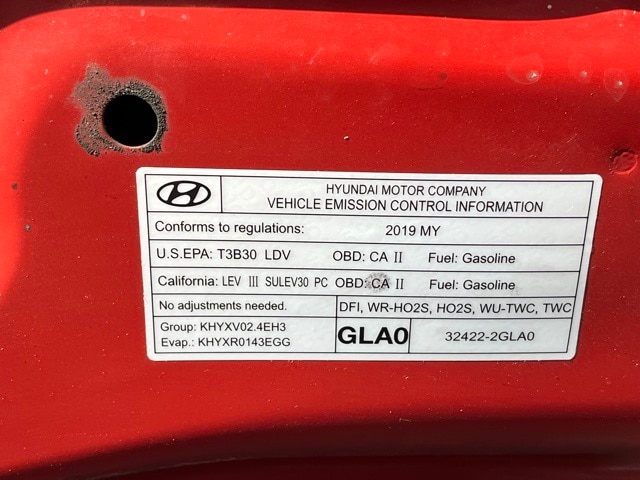 HYUNDAI MOTOR COMPANY
VEHICLE EMISSION CONTROL INFORMATION
Conforms to regulations: 2019 MY
U.S.EPA: T3B30 LDV OBD: CA II Fuel: Gasoline
California: LEV III SULEV30 PC OBD: CA II Fuel: Gasoline
No adjustments needed. DFI, WR-HO2S, HO2S, WU-TWC, TWC
Group: KHYXV02.4EH3
Evap.: KHYXR0143EGG
GLA0 32422-2GLA0